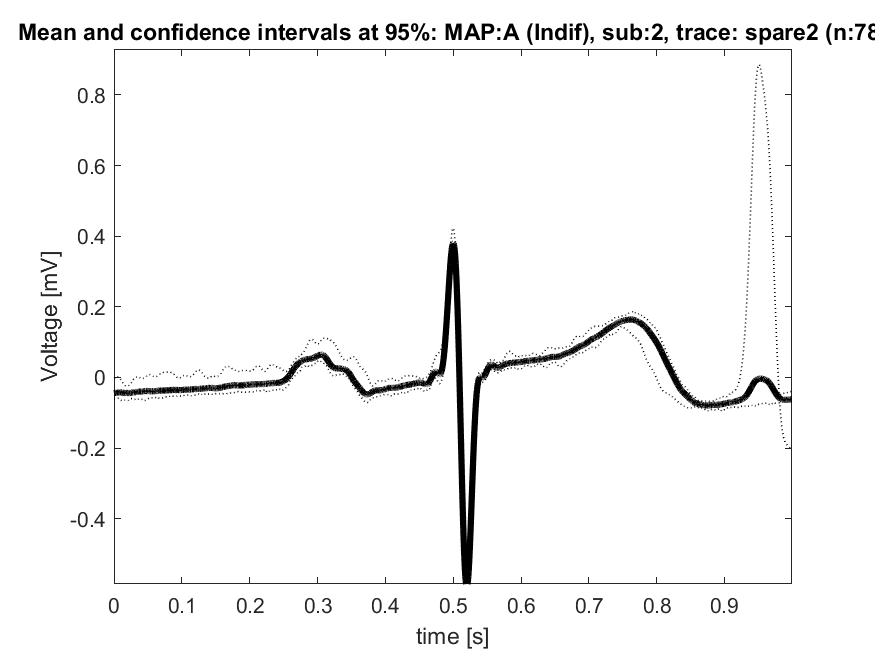 Mean and confidence intervals at 95%: MAP:A (Indif), sub:2, trace: spare2 (n:78
0.8
0.6
0.4
0.2
0
-0.2
-0.4
Voltage [mV]
0 0.1 0.2 0.3 0.4 0.5 0.6 0.7 0.8 0.9
time [s]